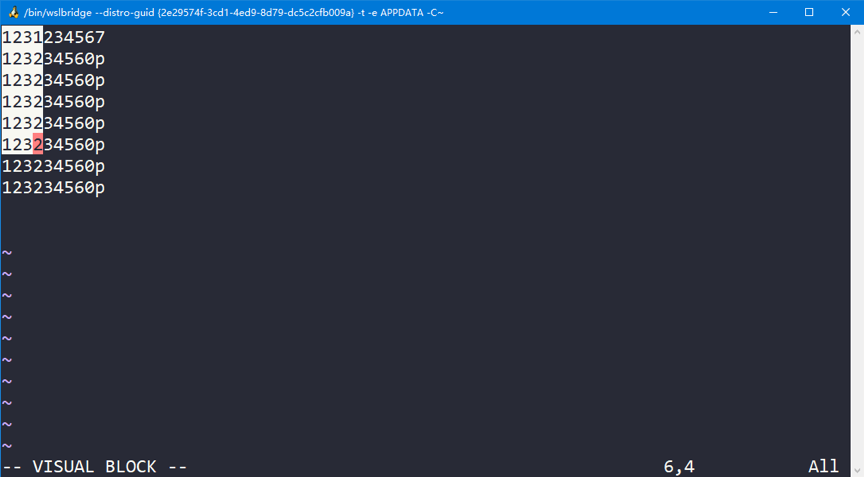 /bin/wslbridge --distro-guid {2e29574f-3cd1-4ed9-8d79-dc5c2cfb009a} -t -e APPDATA -C~
1231234567
123234560p
123234560p
123234560p
123234560p
123234560p
123234560p
123234560p
~
~
~
~
~
~
~
~
~
~
-- VISUAL BLOCK -- 6,4 All